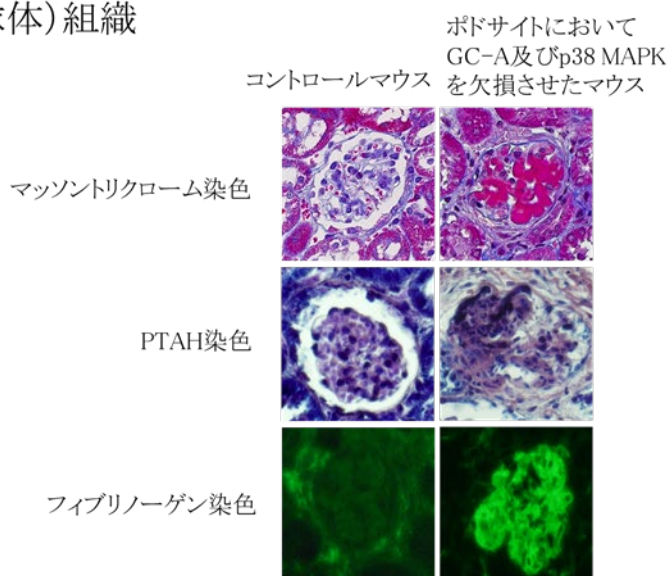 体）組織
ポドサイトにおいて
GC-A及びp38 MAPK
を欠損させたマウス
コントロールマウス
マッソントリクローム染色
PTAH染色
フィブリノーゲン染色